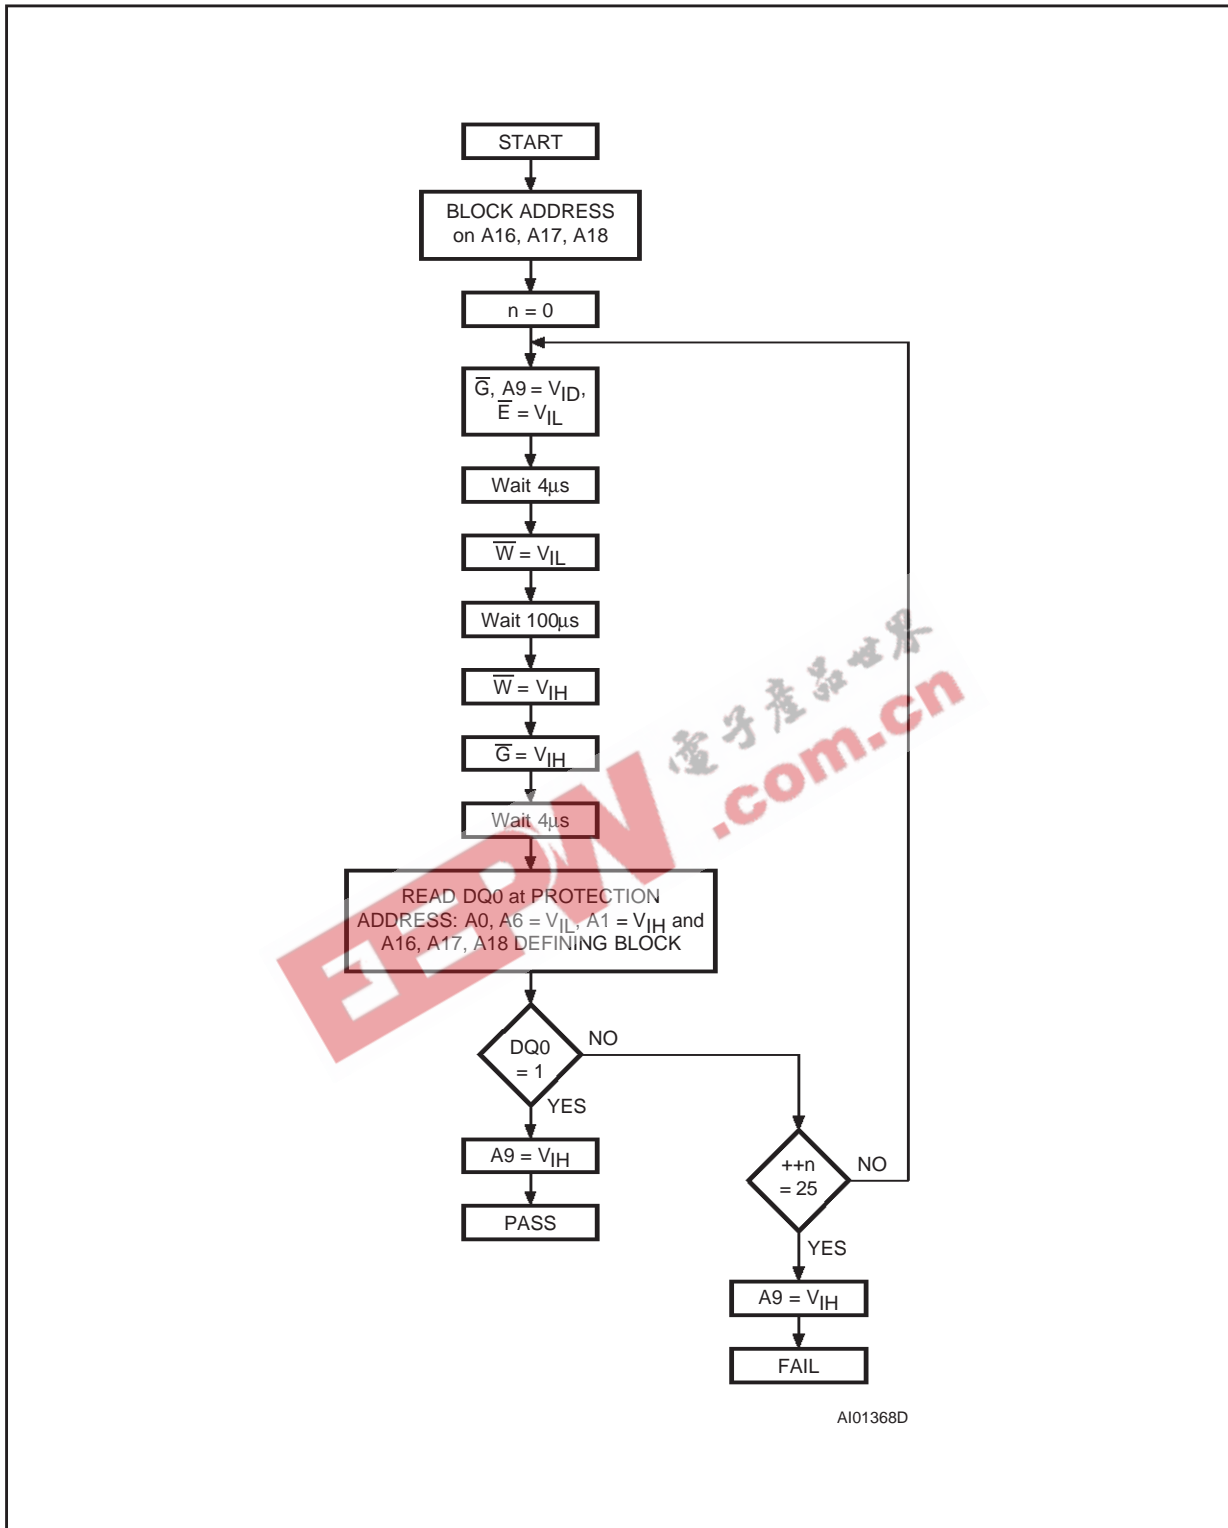 START
BLOCK ADDRESS
on A16, A17, A18
n = 0
G̅, A9 = VID,
E̅ = VIL
Wait 4µs
W̅ = VIL
Wait 100µs
W̅ = VIH
G̅ = VIH
Wait 4µs
READ DQ0 at PROTECTION
ADDRESS: A0, A6 = VIL, A1 = VIH and
A16, A17, A18 DEFINING BLOCK
DQ0
= 1
NO
YES
A9 = VIH
PASS
++n
= 25
NO
YES
A9 = VIH
FAIL
AI01368D
EEPW
.com.cn
電子產品世界